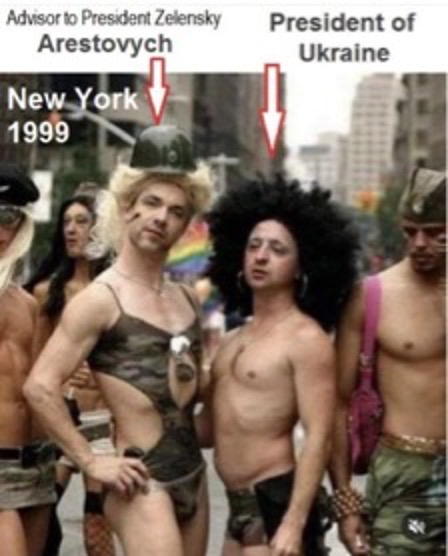 Advisor to President Zelensky
Arestovych
President of
Ukraine
New York
1999